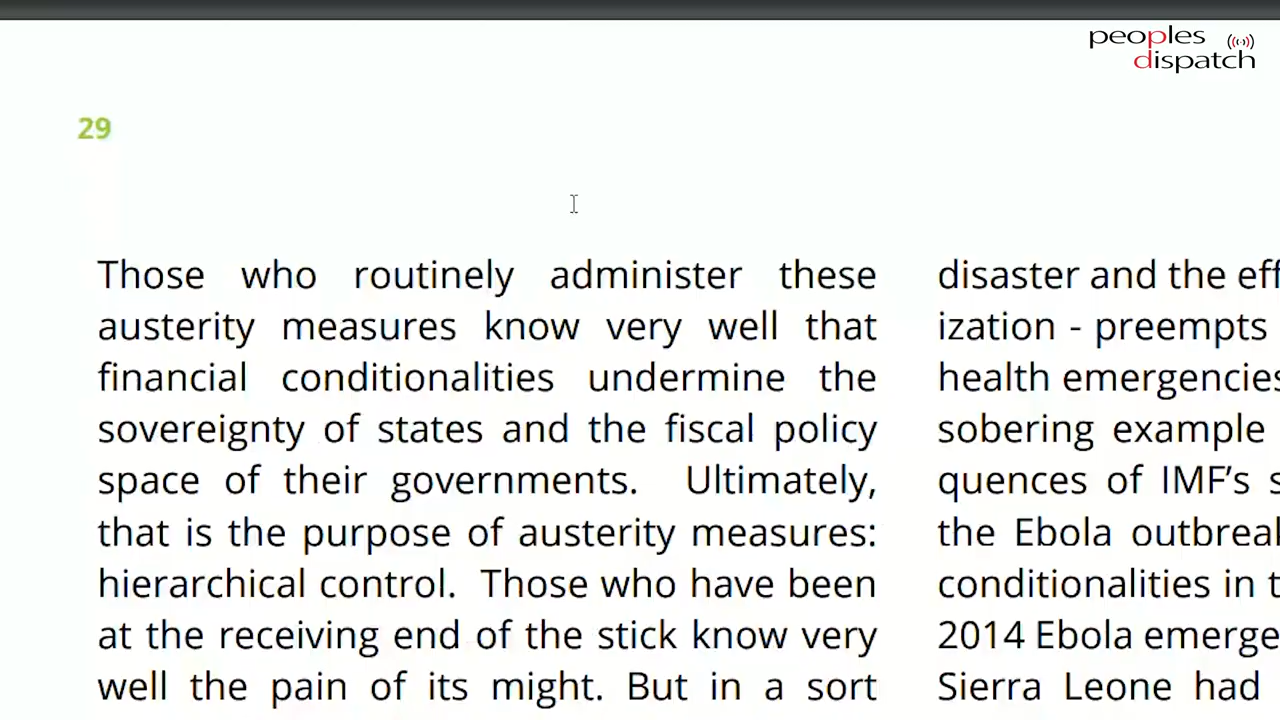 peoples
dispatch
29
Those who routinely administer these
austerity measures know very well that
financial conditionalities undermine the
sovereignty of states and the fiscal policy
space of their governments. Ultimately,
that is the purpose of austerity measures:
hierarchical control. Those who have been
at the receiving end of the stick know very
well the pain of its might. But in a sort
disaster and the eff
ization - preempts
health emergencies
sobering example
quences of IMF’s s
the Ebola outbreak
conditionalities in t
2014 Ebola emerge
Sierra Leone had